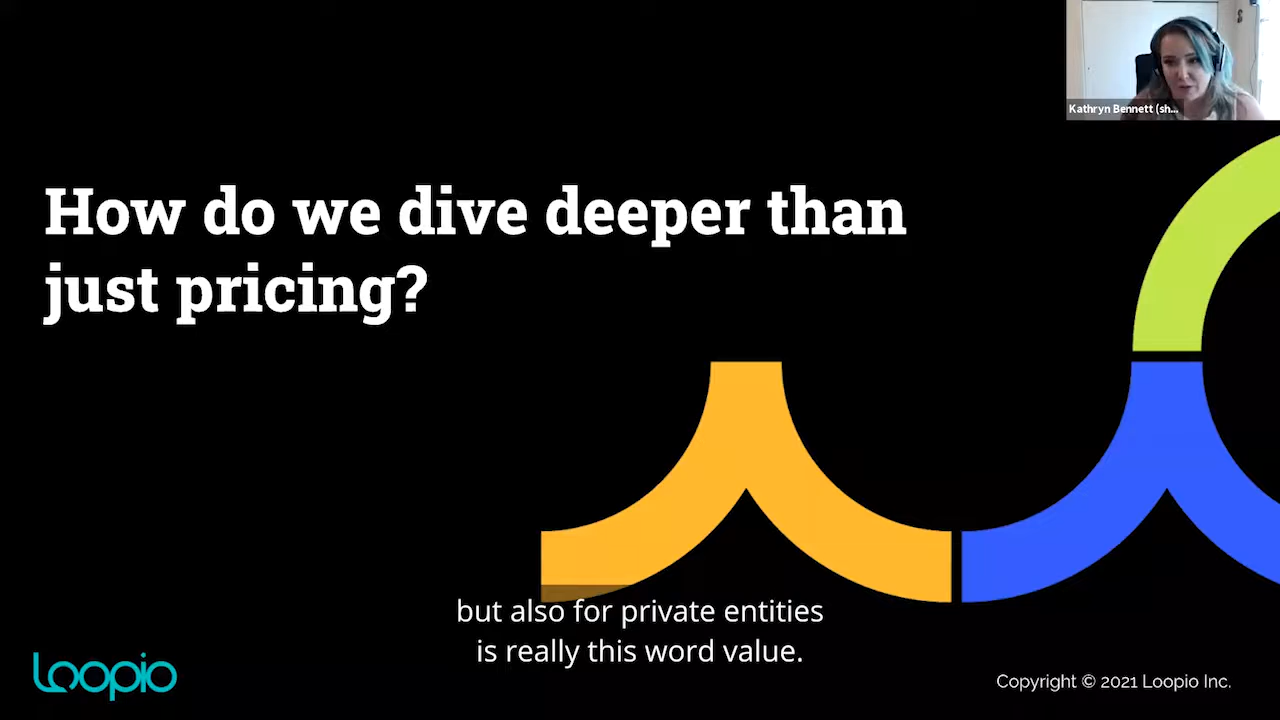 Kathryn Bennett (sh...
How do we dive deeper than
just pricing?
but also for private entities
is really this word value.
Loopio
Copyright © 2021 Loopio Inc.